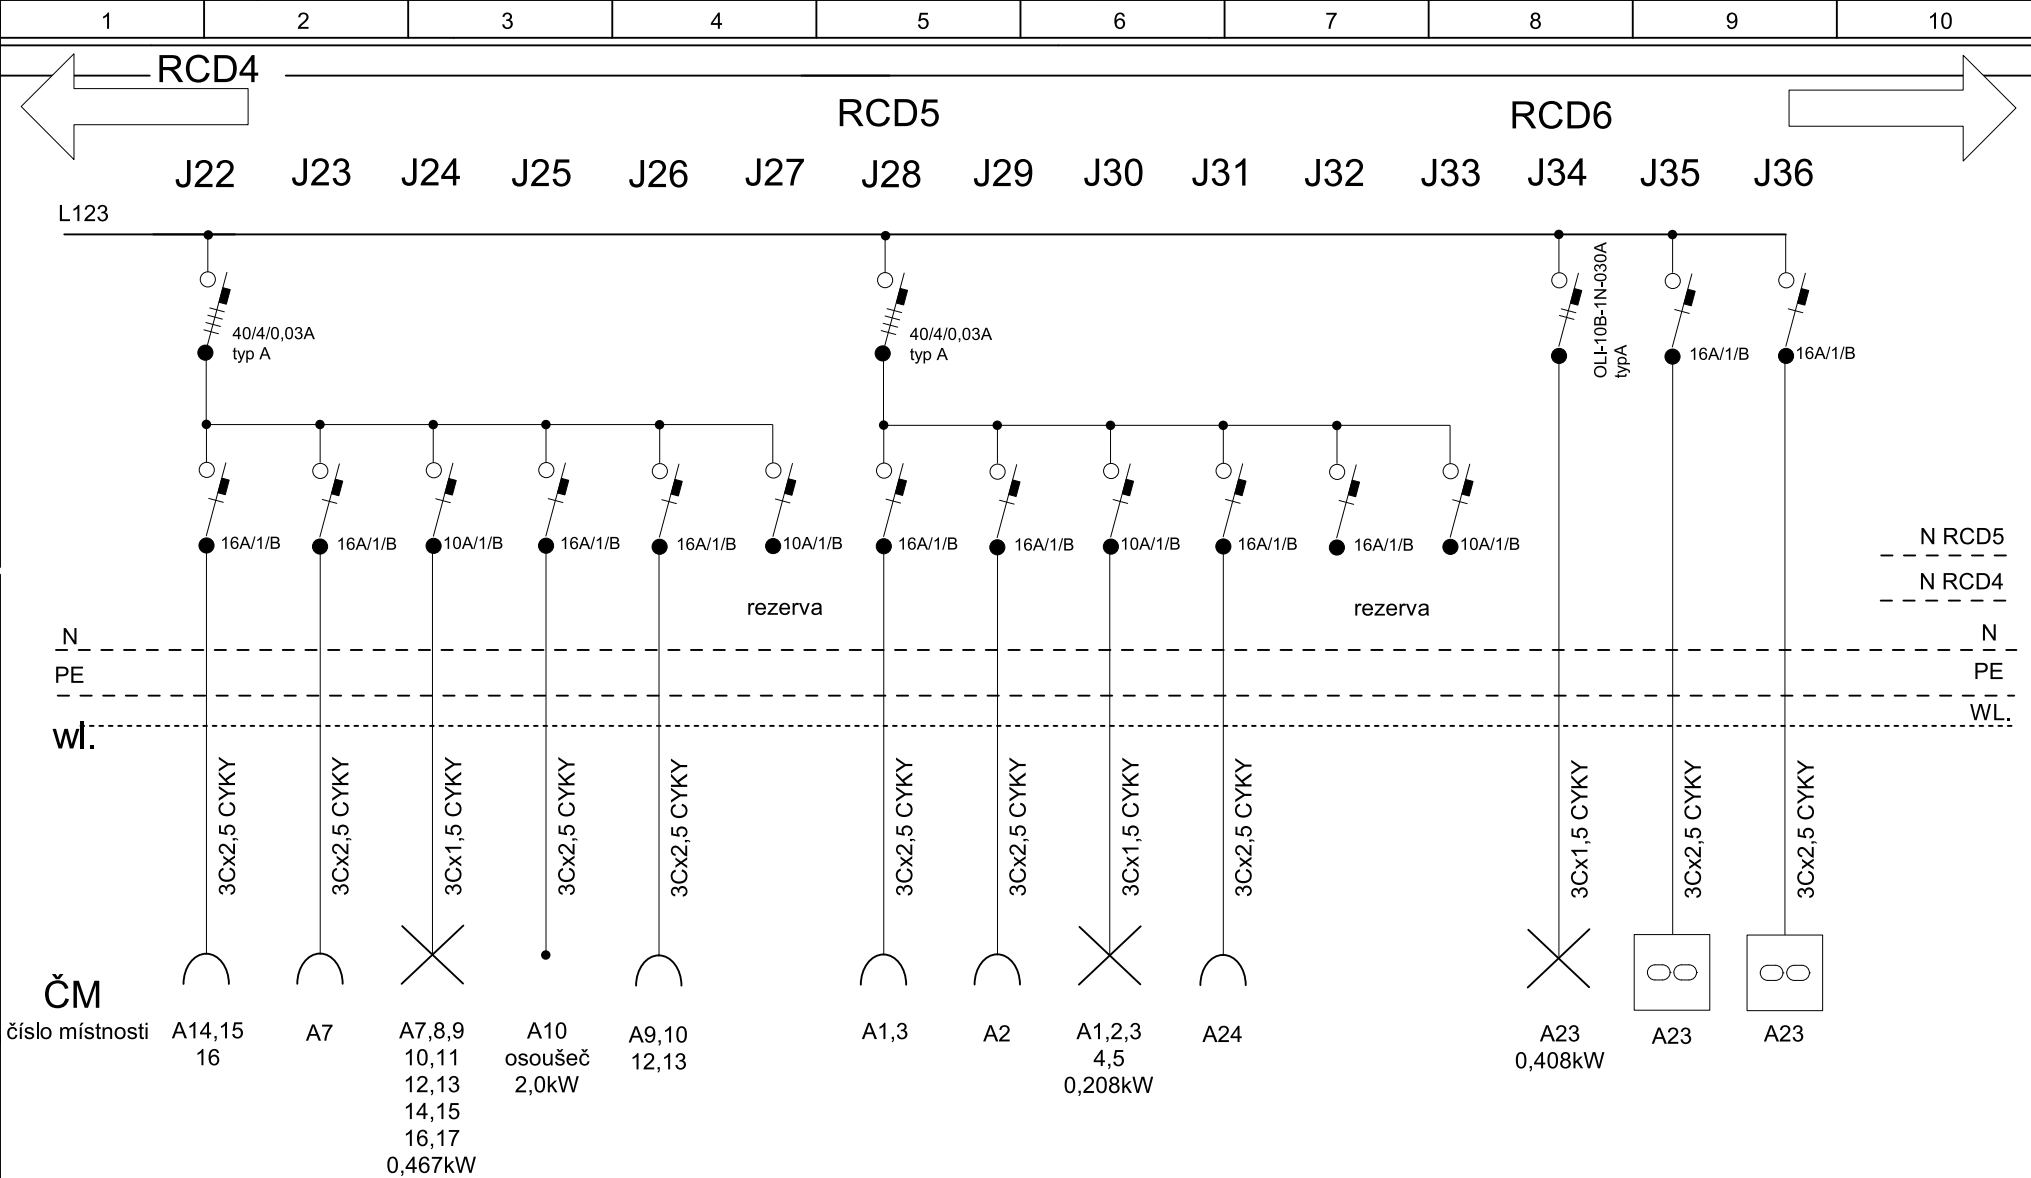 1 2 3 4 5 6 7 8 9 10
RCD4
RCD5
RCD6
J22 J23 J24 J25 J26 J27 J28 J29 J30 J31 J32 J33 J34 J35 J36
L123
40/4/0,03A
typ A
40/4/0,03A
typ A
OLI-10B-1N-030A
typA
16A/1/B 16A/1/B
16A/1/B 16A/1/B 10A/1/B 16A/1/B 16A/1/B 10A/1/B 16A/1/B 16A/1/B 10A/1/B 16A/1/B 16A/1/B 10A/1/B
N RCD5
N RCD4
rezerva rezerva
N N
PE PE
WL.
wl.
3Cx2,5 CYKY
3Cx2,5 CYKY
3Cx1,5 CYKY
3Cx2,5 CYKY
3Cx2,5 CYKY
3Cx2,5 CYKY
3Cx2,5 CYKY
3Cx1,5 CYKY
3Cx2,5 CYKY
3Cx1,5 CYKY
3Cx2,5 CYKY
3Cx2,5 CYKY
ČM
číslo místnosti
A14,15
16
A7
A7,8,9
10,11
12,13
14,15
16,17
0,467kW
A10
osoušeč
2,0kW
A9,10
12,13
A1,3
A2
A1,2,3
4,5
0,208kW
A24
A23
0,408kW
A23
A23